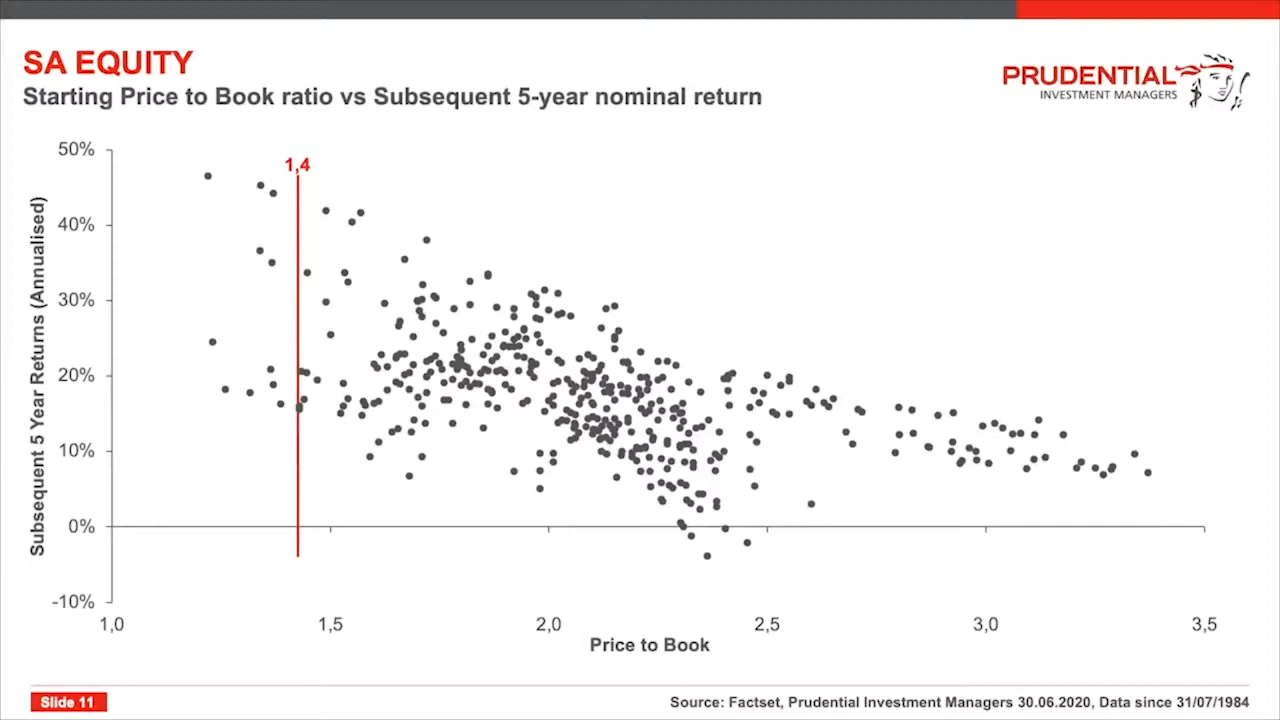 SA EQUITY
Starting Price to Book ratio vs Subsequent 5-year nominal return
PRUDENTIAL
INVESTMENT MANAGERS
1,4
Subsequent 5 Year Returns (Annualised)
50%
40%
30%
20%
10%
0%
-10%
1,0 1,5 2,0 2,5 3,0 3,5
Price to Book
Slide 11
Source: Factset, Prudential Investment Managers 30.06.2020, Data since 31/07/1984